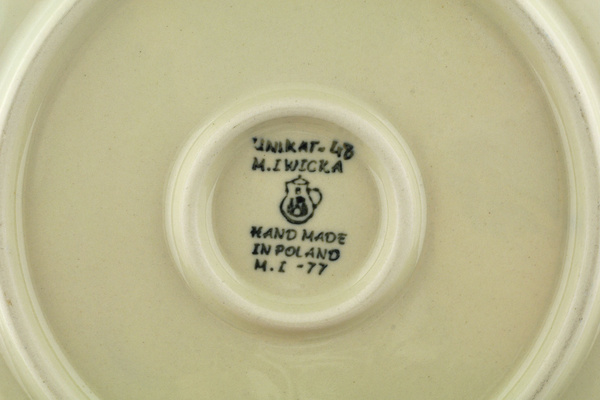 UNIKAT-48
M. IWICKA
HAND MADE
IN POLAND
M. I -77